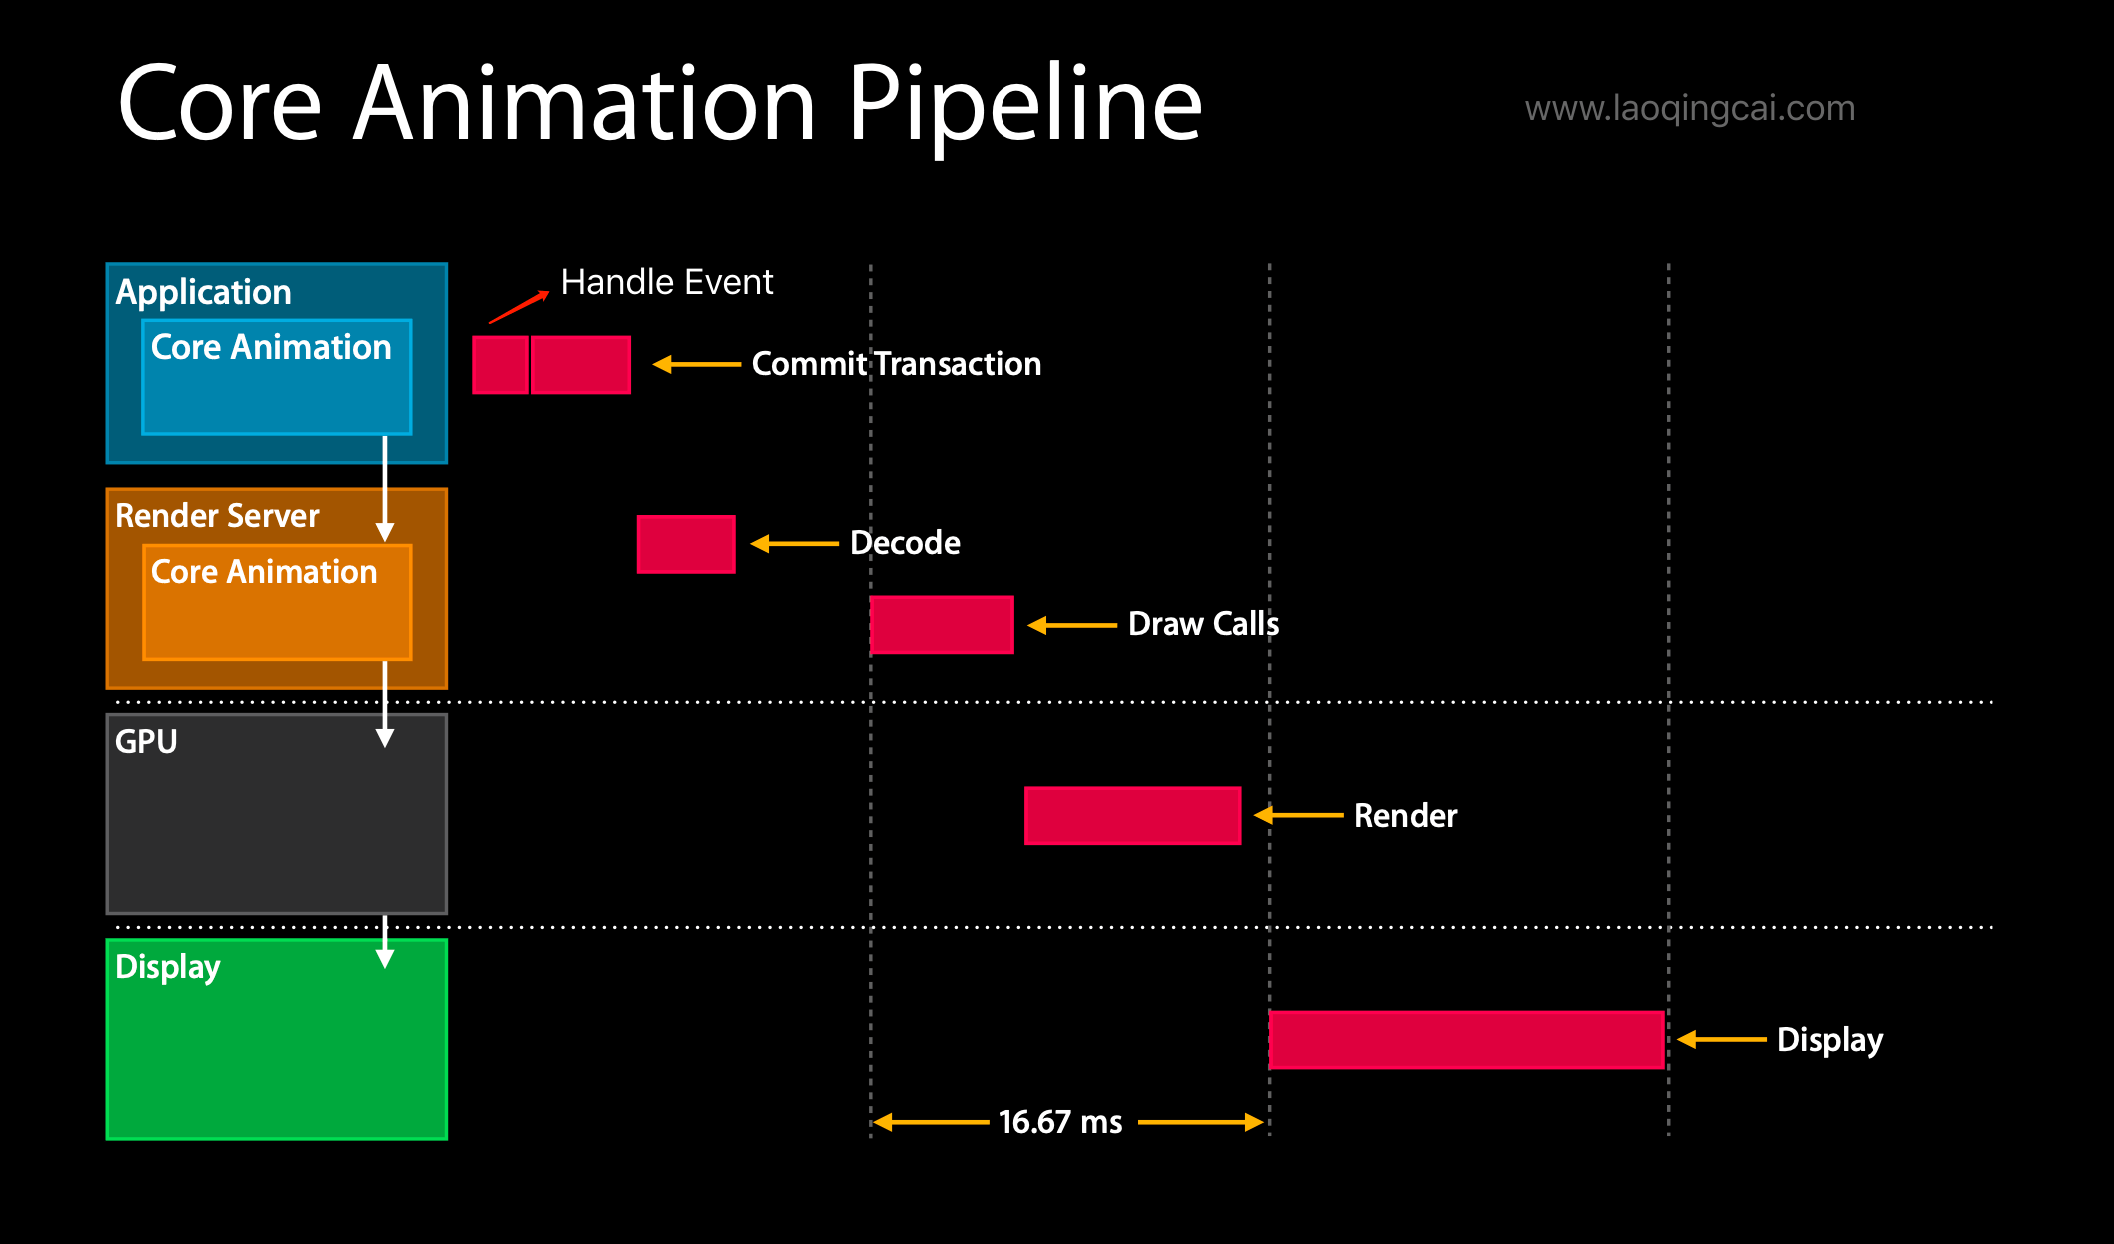 Core Animation Pipeline
www.laoqingcai.com
Application
Handle Event
Core Animation
Commit Transaction
Render Server
Decode
Core Animation
Draw Calls
GPU
Render
Display
Display
16.67 ms